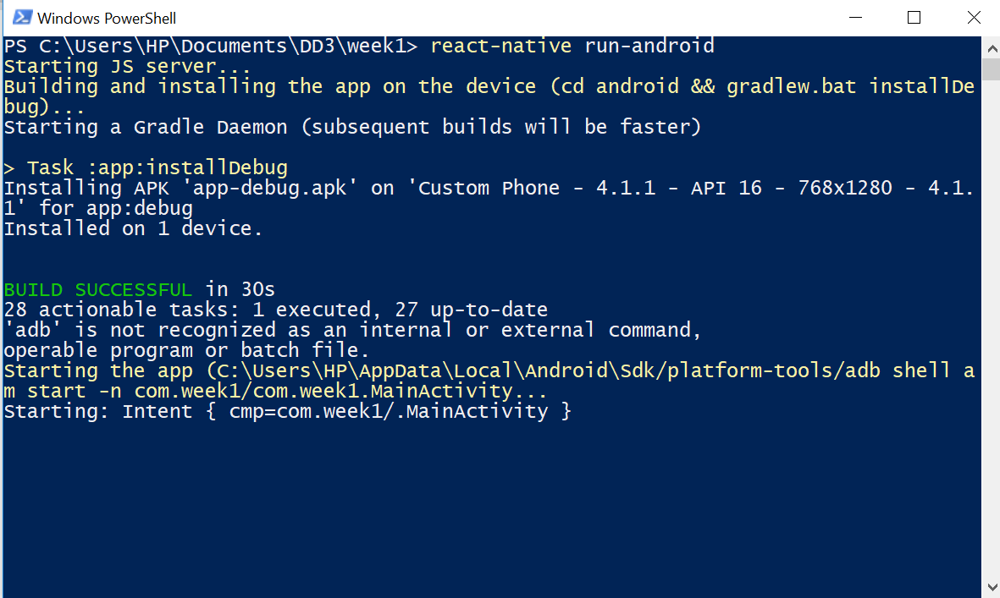 Windows PowerShell
PS C:\Users\HP\Documents\DD3\week1> react-native run-android
Starting JS server...
Building and installing the app on the device (cd android && gradlew.bat installDe
bug)...
Starting a Gradle Daemon (subsequent builds will be faster)
> Task :app:installDebug
Installing APK 'app-debug.apk' on 'Custom Phone - 4.1.1 - API 16 - 768x1280 - 4.1.
1' for app:debug
Installed on 1 device.
BUILD SUCCESSFUL in 30s
28 actionable tasks: 1 executed, 27 up-to-date
'adb' is not recognized as an internal or external command,
operable program or batch file.
Starting the app (C:\Users\HP\AppData\Local\Android\Sdk/platform-tools/adb shell a
m start -n com.week1/com.week1.MainActivity...
Starting: Intent { cmp=com.week1/.MainActivity }